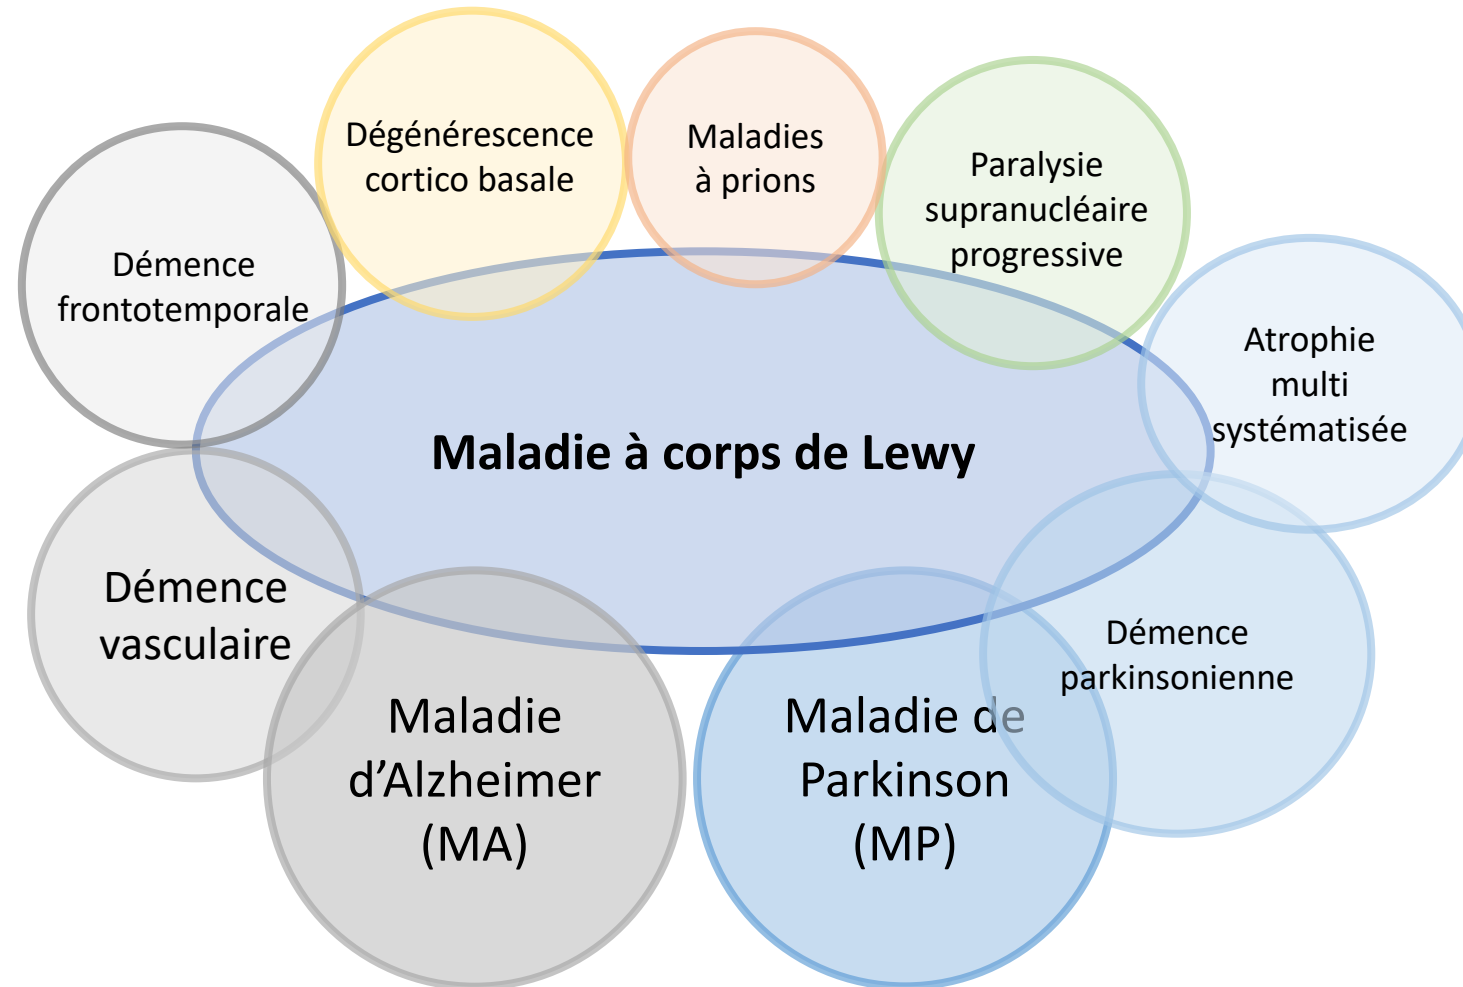 Dégénérescence
cortico basale
Maladies
à prions
Paralysie
supranucléaire
progressive
Démence
frontotemporale
Atrophie
multi
systématisée
Maladie à corps de Lewy
Démence
vasculaire
Démence
parkinsonienne
Maladie
d’Alzheimer
(MA)
Maladie de
Parkinson
(MP)